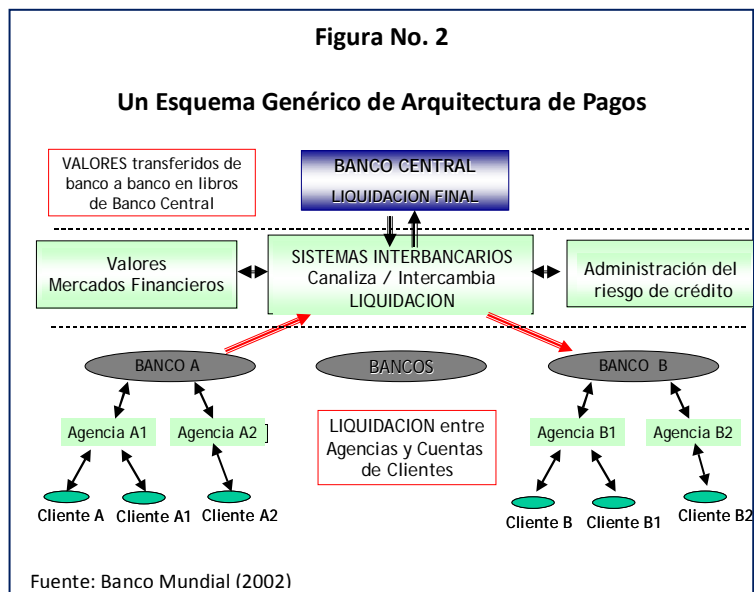 Figura No. 2
Un Esquema Genérico de Arquitectura de Pagos
VALORES transferidos de
banco a banco en libros
de Banco Central
BANCO CENTRAL
LIQUIDACION FINAL
Valores
Mercados Financieros
SISTEMAS INTERBANCARIOS
Canaliza / Intercambia
LIQUIDACION
Administración del
riesgo de crédito
BANCO A
BANCOS
BANCO B
Agencia A1
Agencia A2
LIQUIDACION entre
Agencias y Cuentas
de Clientes
Agencia B1
Agencia B2
Cliente A
Cliente A1
Cliente A2
Cliente B
Cliente B1
Cliente B2
Fuente: Banco Mundial (2002)